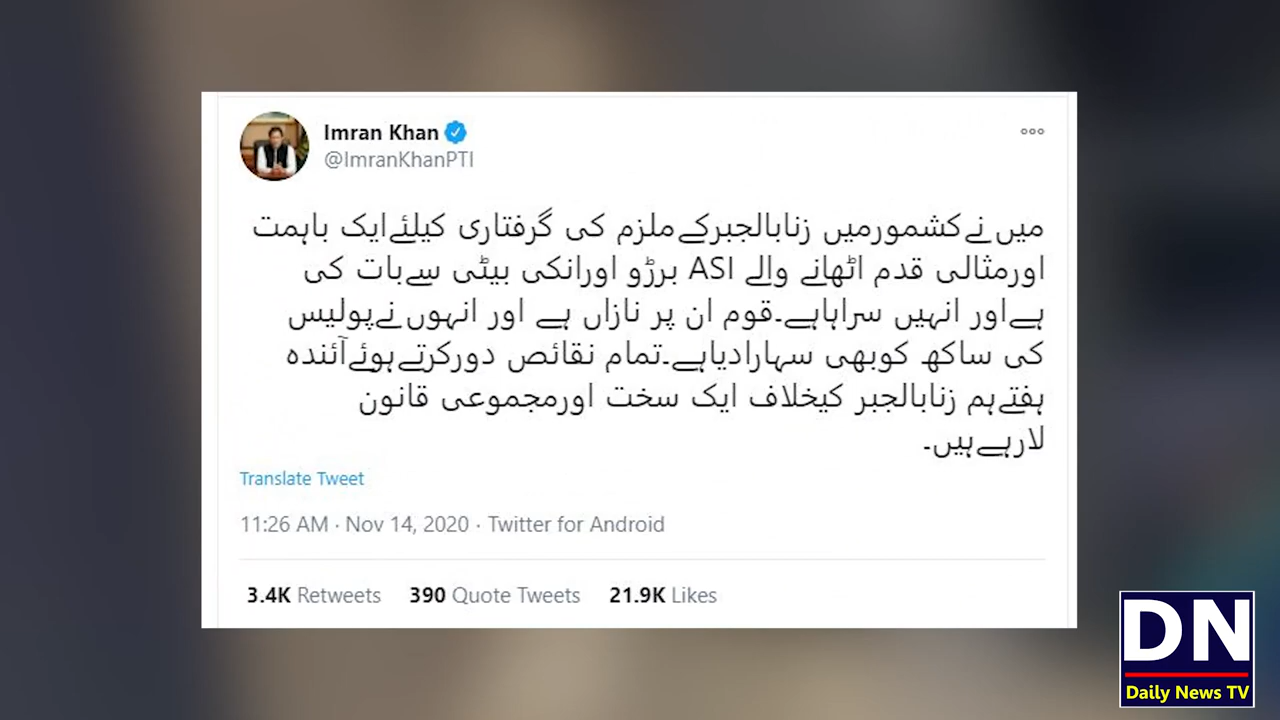 Imran Khan
@ImranKhanPTI
میں نےکشمورمیں زنابالجبرکےملزم کی گرفتاری کیلئےایک باہمت
اورمثالی قدم اٹھانے والے ASI برڑو اورانکی بیٹی سےبات کی
ہےاور انہیں سراہاہے۔قوم ان پر نازاں ہے اور انہوں نےپولیس
کی ساکھ کوبھی سہارادیاہے۔تمام نقائص دورکرتےہوئےآئندہ
ہفتےہم زنابالجبر کیخلاف ایک سخت اورمجموعی قانون
لارہےہیں۔
Translate Tweet
11:26 AM · Nov 14, 2020 · Twitter for Android
3.4K Retweets 390 Quote Tweets 21.9K Likes
DN
Daily News TV